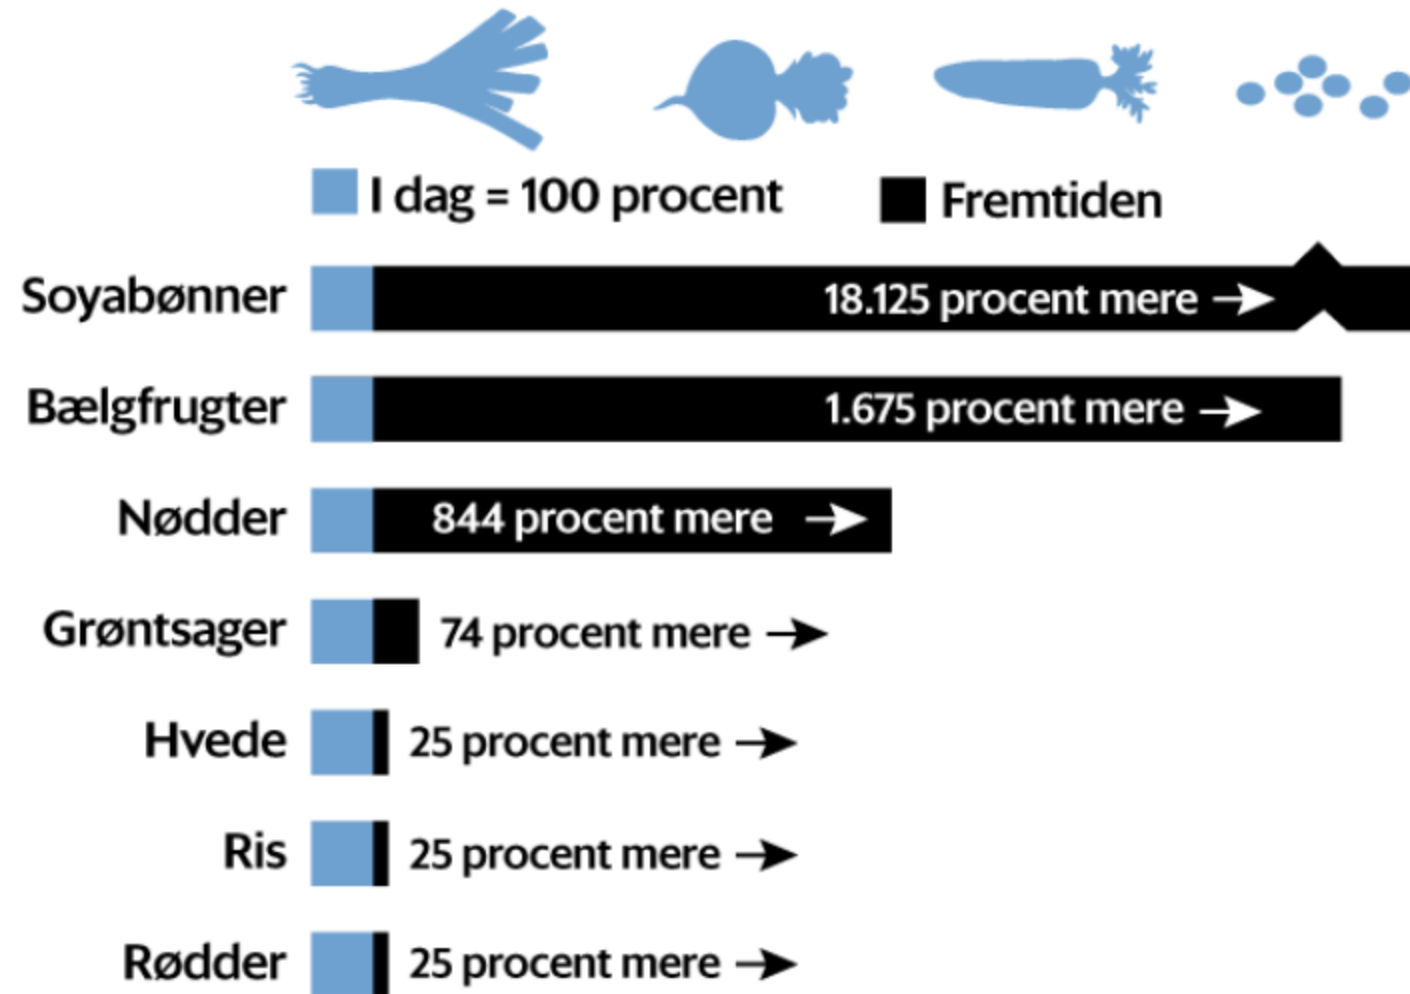 I dag = 100 procent
Fremtiden
Soyabønner 18.125 procent mere
Bælgfrugter 1.675 procent mere
Nødder 844 procent mere
Grøntsager 74 procent mere
Hvede 25 procent mere
Ris 25 procent mere
Rødder 25 procent mere